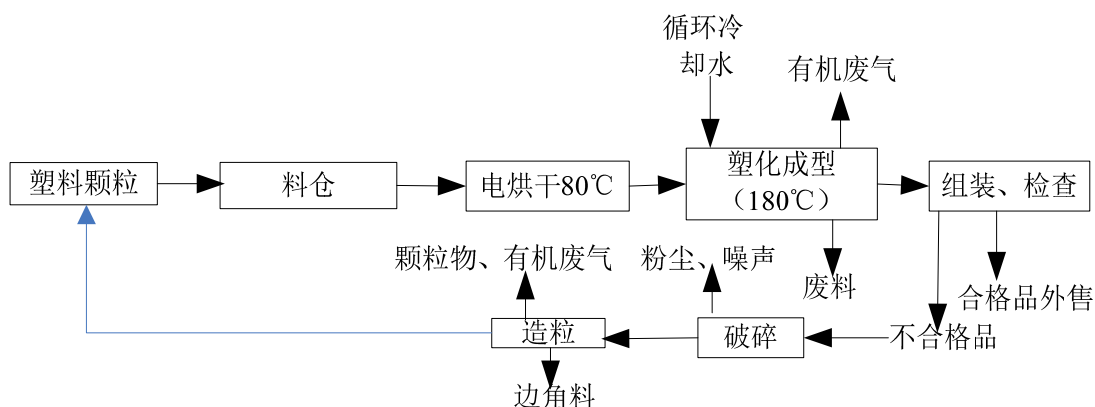 循环冷
却水
有机废气
塑料颗粒
料仓
电烘干80℃
塑化成型
（180℃）
组装、检查
颗粒物、有机废气
粉尘、噪声
废料
合格品外售
造粒
破碎
不合格品
边角料